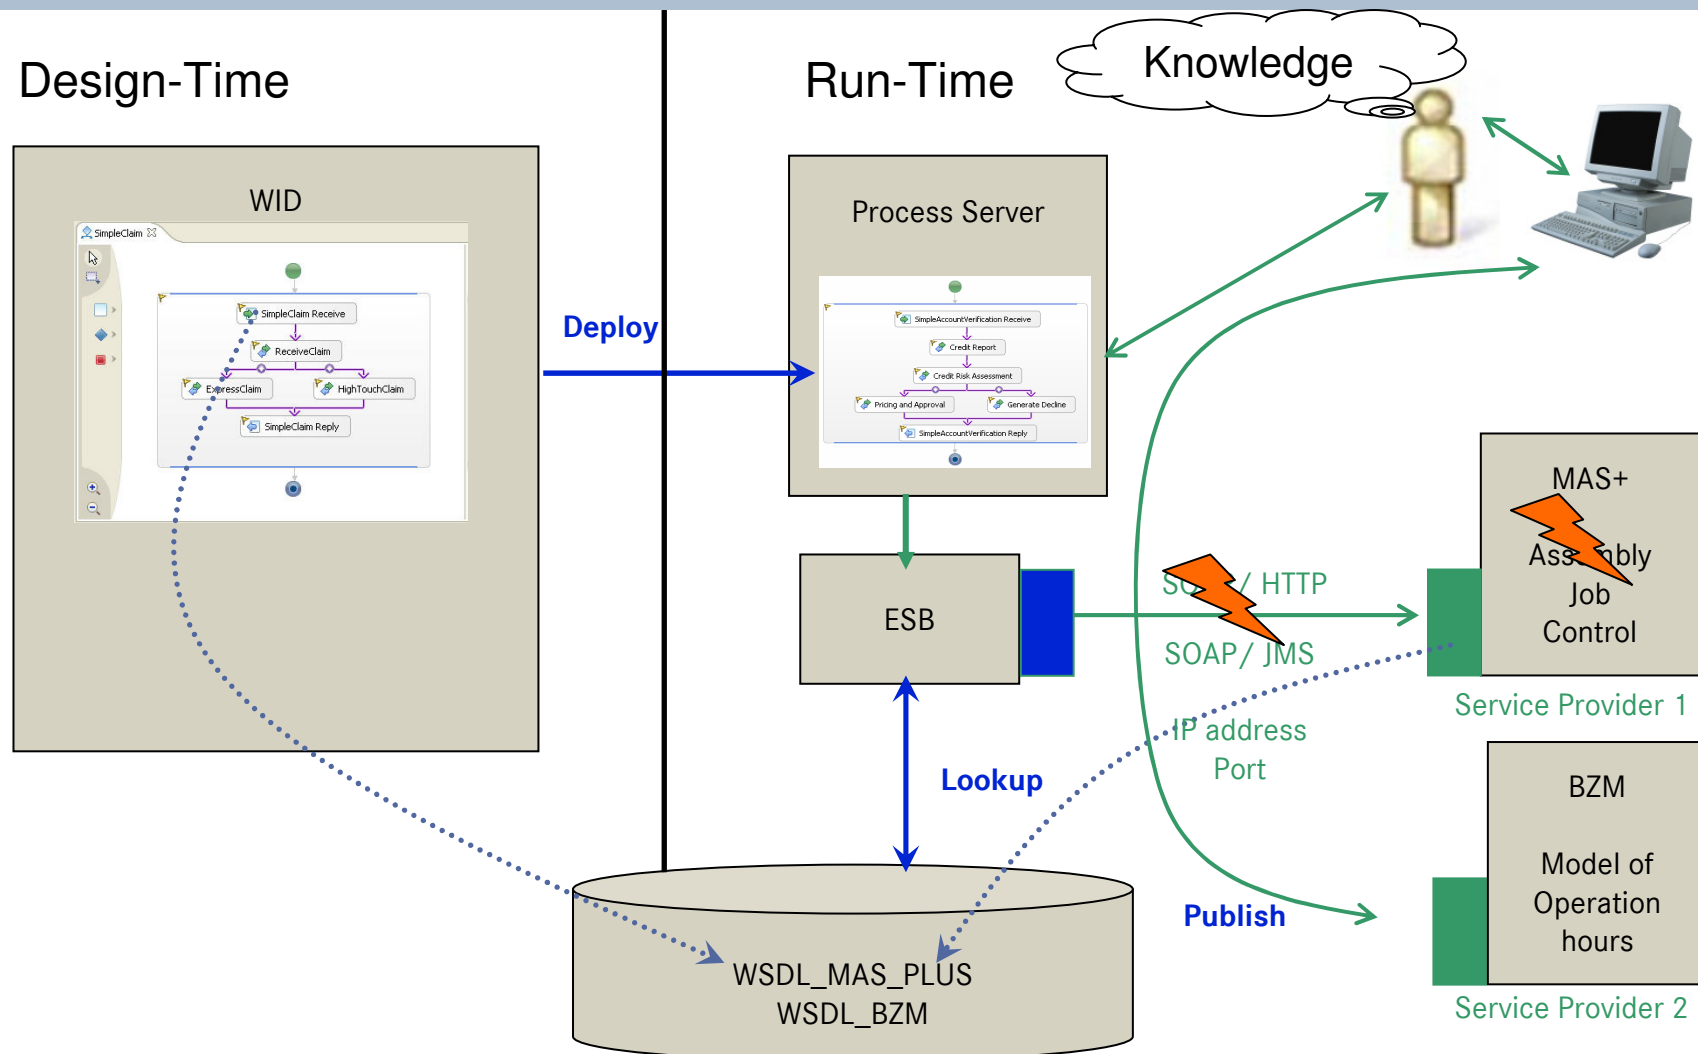 Design-Time
Run-Time
Knowledge
WID
SimpleClaim
SimpleClaim Receive
ReceiveClaim
ExpressClaim
HighTouchClaim
SimpleClaim Reply
Deploy
Process Server
SimpleAccountVerification Receive
Credit Report
Credit Risk Assessment
Pricing and Approval
Generate Decline
SimpleAccountVerification Reply
ESB
SOAP/ HTTP
SOAP/ JMS
IP address
Port
MAS+
Assembly
Job
Control
Service Provider 1
Lookup
Publish
BZM
Model of
Operation
hours
Service Provider 2
WSDL_MAS_PLUS
WSDL_BZM